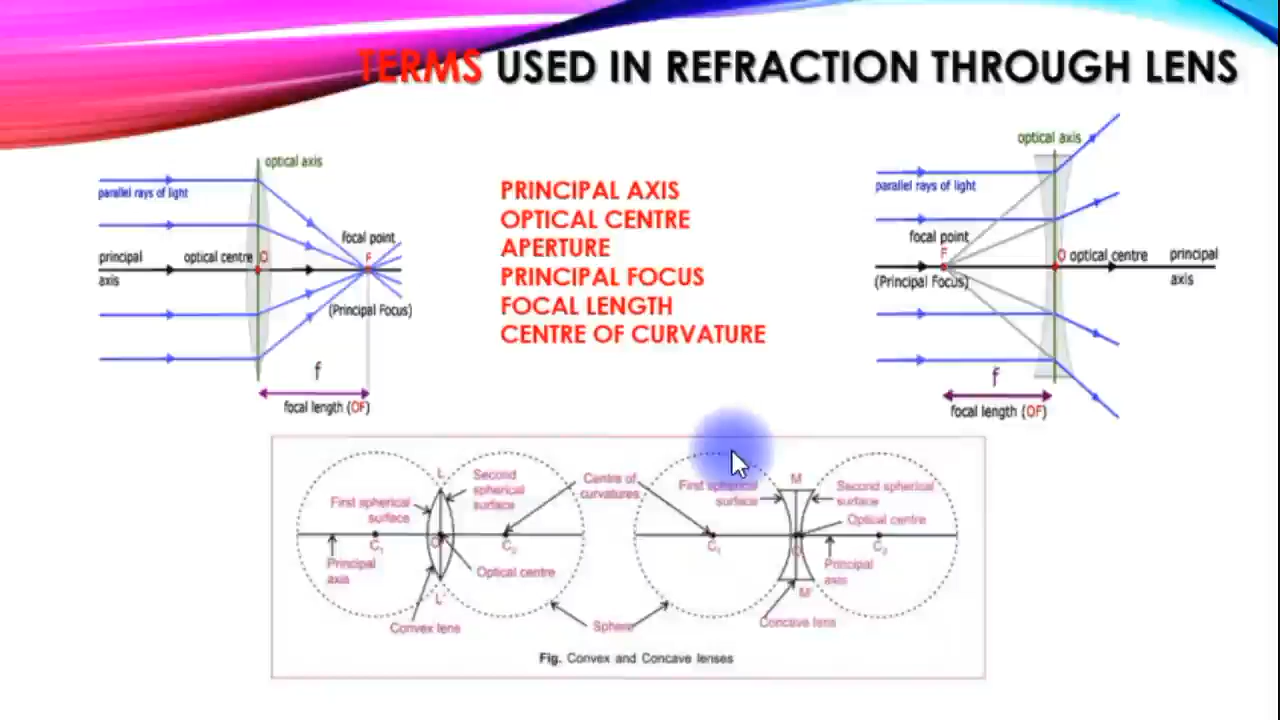 TERMS USED IN REFRACTION THROUGH LENS
optical axis
parallel rays of light
principal
axis
optical centre O
focal point
F
(Principal Focus)
f
focal length (OF)
PRINCIPAL AXIS
OPTICAL CENTRE
APERTURE
PRINCIPAL FOCUS
FOCAL LENGTH
CENTRE OF CURVATURE
optical axis
parallel rays of light
focal point
F
(Principal Focus)
O optical centre
principal
axis
f
focal length (OF)
L
First spherical
surface
Second
spherical
surface
C₁
O
C₂
Principal
axis
Optical centre
L'
Convex lens
Centre of
curvatures
Sphere
First spherical
surface
M
Second spherical
surface
Optical centre
C₁
C₂
Principal
axis
M'
Concave lens
Fig. Convex and Concave lenses